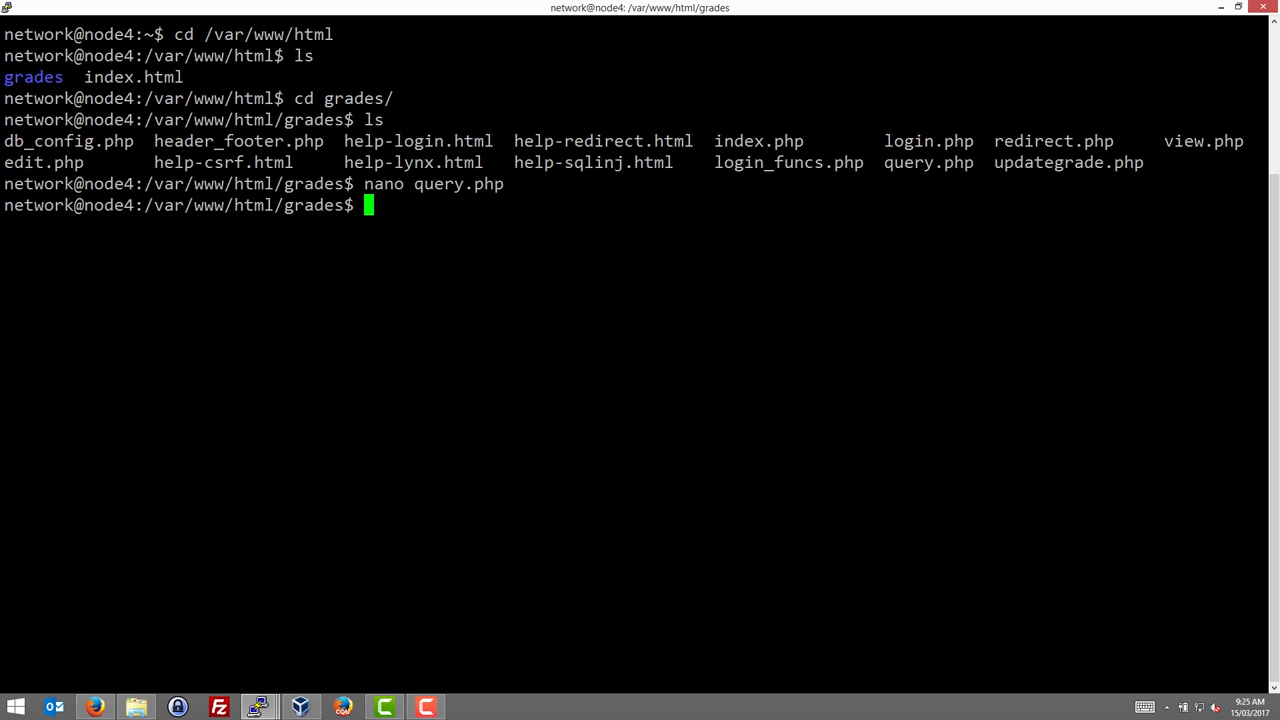 network@node4: /var/www/html/grades
network@node4:~$ cd /var/www/html
network@node4:/var/www/html$ ls
grades  index.html
network@node4:/var/www/html$ cd grades/
network@node4:/var/www/html/grades$ ls
db_config.php  header_footer.php  help-login.html  help-redirect.html  index.php  login.php  redirect.php  view.php
edit.php  help-csrf.html  help-lynx.html  help-sqlinj.html  login_funcs.php  query.php  updategrade.php
network@node4:/var/www/html/grades$ nano query.php
network@node4:/var/www/html/grades$
CQU
9:25 AM
15/03/2017